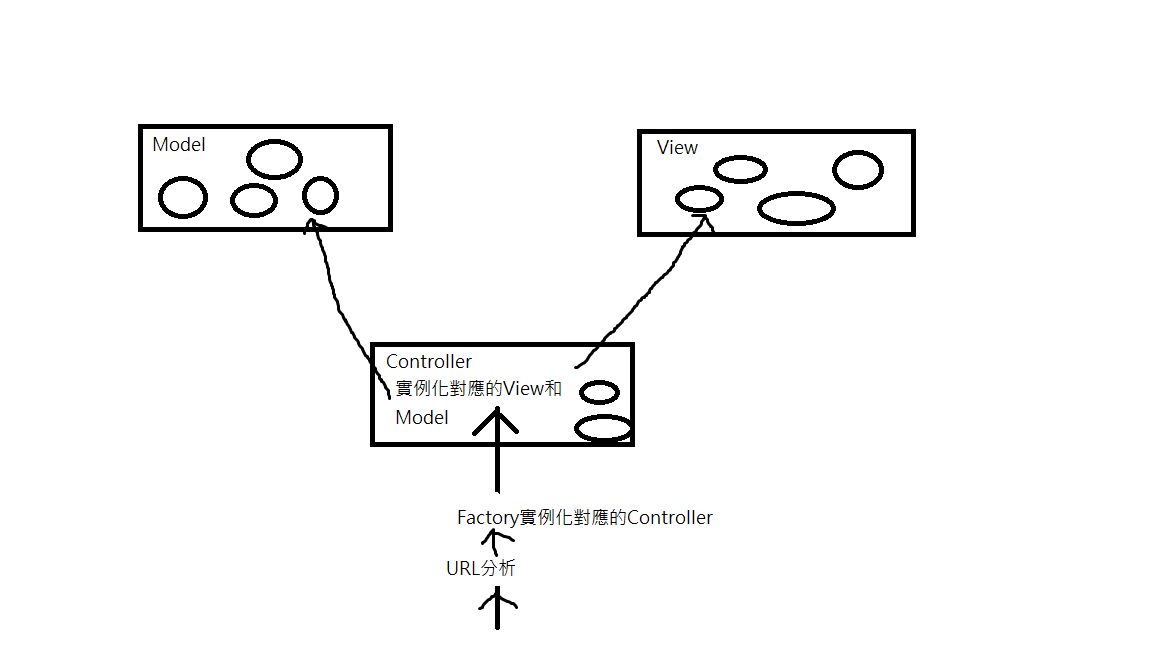 Model
View
Controller
實例化對應的View和
Model
Factory實例化對應的Controller
URL分析